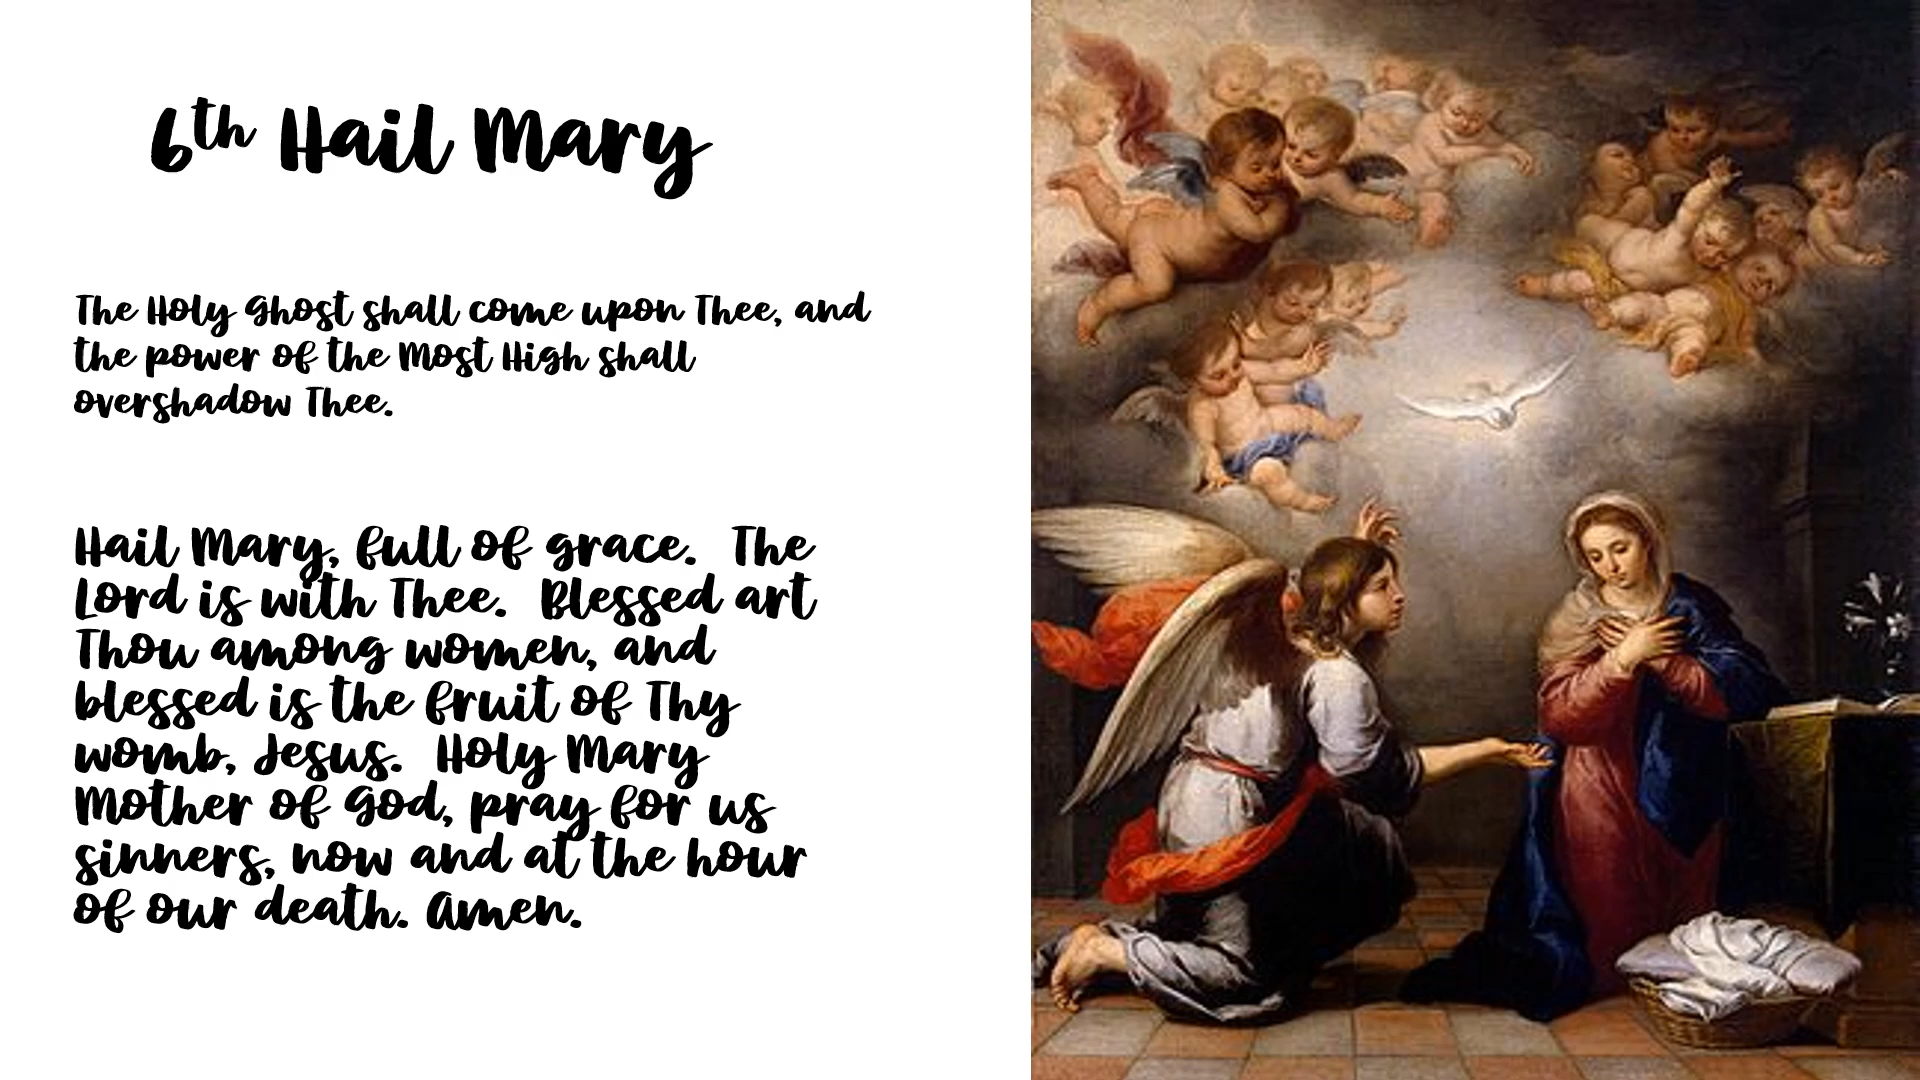 6th Hail Mary
The Holy Ghost shall come upon Thee, and
the power of the Most High shall
overshadow Thee.
Hail Mary, full of grace.  The
Lord is with Thee.  Blessed art
Thou among women, and
blessed is the fruit of Thy
womb, Jesus.  Holy Mary
Mother of God, pray for us
sinners, now and at the hour
of our death. Amen.